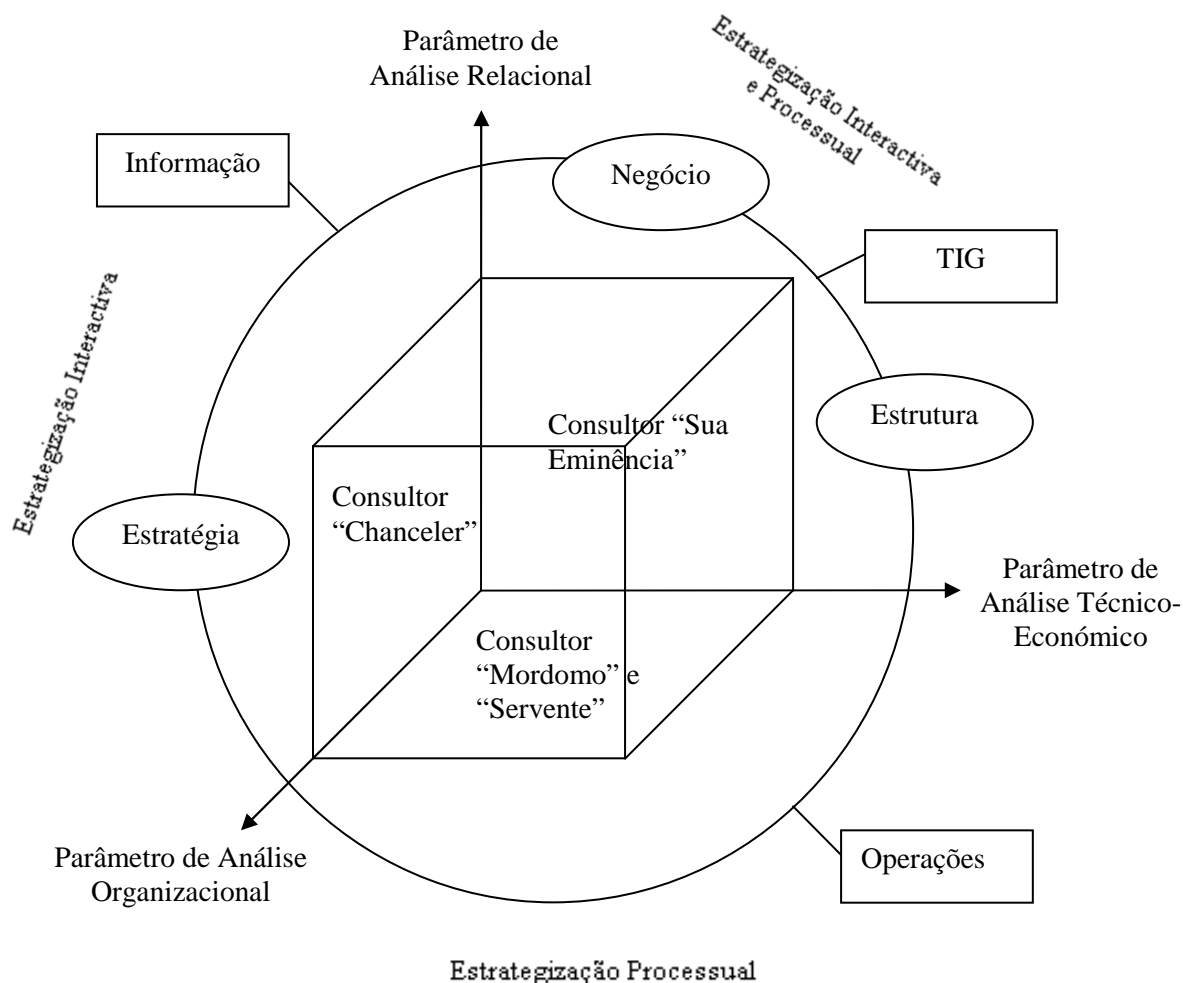 Parâmetro de
Análise Relacional
Estrategização Interactiva
e Processual
Informação
Negócio
TIG
Estrategização Interactiva
Consultor “Sua
Eminência”
Estrutura
Consultor
“Chanceler”
Estratégia
Parâmetro de
Análise Técnico-
Económico
Consultor
“Mordomo” e
“Servente”
Parâmetro de Análise
Organizacional
Operações
Estrategização Processual